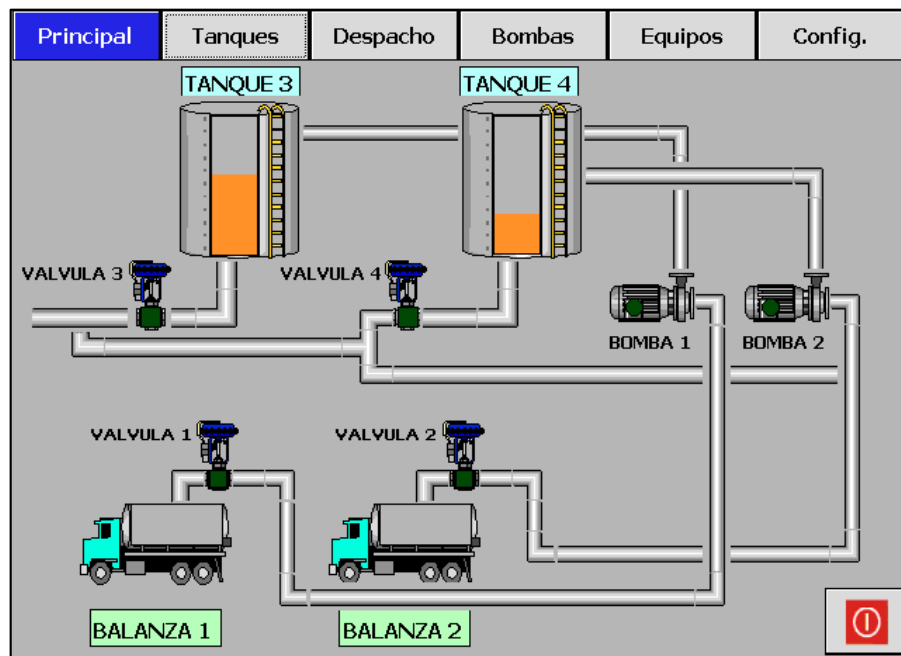 Principal
Tanques
Despacho
Bombas
Equipos
Config.
TANQUE 3
TANQUE 4
VALVULA 3
VALVULA 4
BOMBA 1
BOMBA 2
VALVULA 1
VALVULA 2
BALANZA 1
BALANZA 2